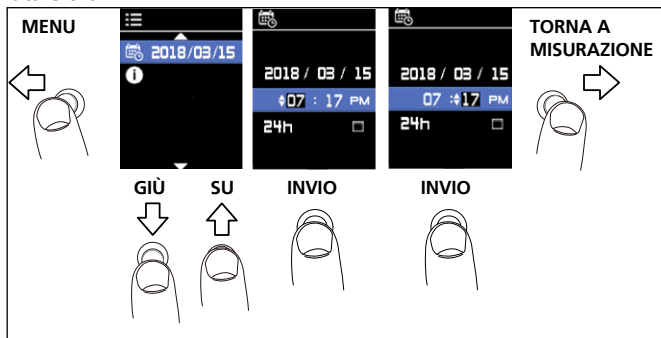 MENU
2018/03/15
i
2018 / 03 / 15
07 : 17 PM
24h
2018 / 03 / 15
07 : 17 PM
24h
TORNA A
MISURAZIONE
GIÙ
SU
INVIO
INVIO